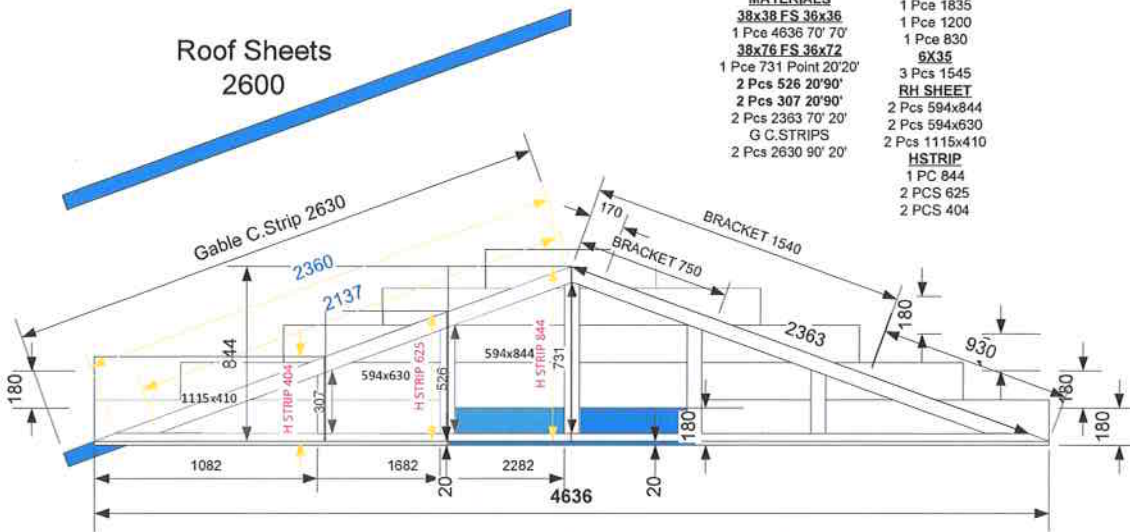 MATERIALS
38x38 FS 36x36
1 Pce 4636 70' 70'
38x76 FS 36x72
1 Pce 731 Point 20'20'
2 Pcs 526 20'90'
2 Pcs 307 20'90'
2 Pcs 2363 70' 20'
G C.STRIPS
2 Pcs 2630 90' 20'
1 Pce 1835
1 Pce 1200
1 Pce 830
6X35
3 Pcs 1545
RH SHEET
2 Pcs 594x844
2 Pcs 594x630
2 Pcs 1115x410
HSTRIP
1 PC 844
2 PCS 625
2 PCS 404
Roof Sheets
2600
Gable C.Strip 2630
2360
2137
170
BRACKET 1540
BRACKET 750
180
2363
930
180
844
180
1115x410
H STRIP 404
307
594x630
H STRIP 625
526
594x844
H STRIP 844
731
180
180
1082
1682
2282
20
20
4636